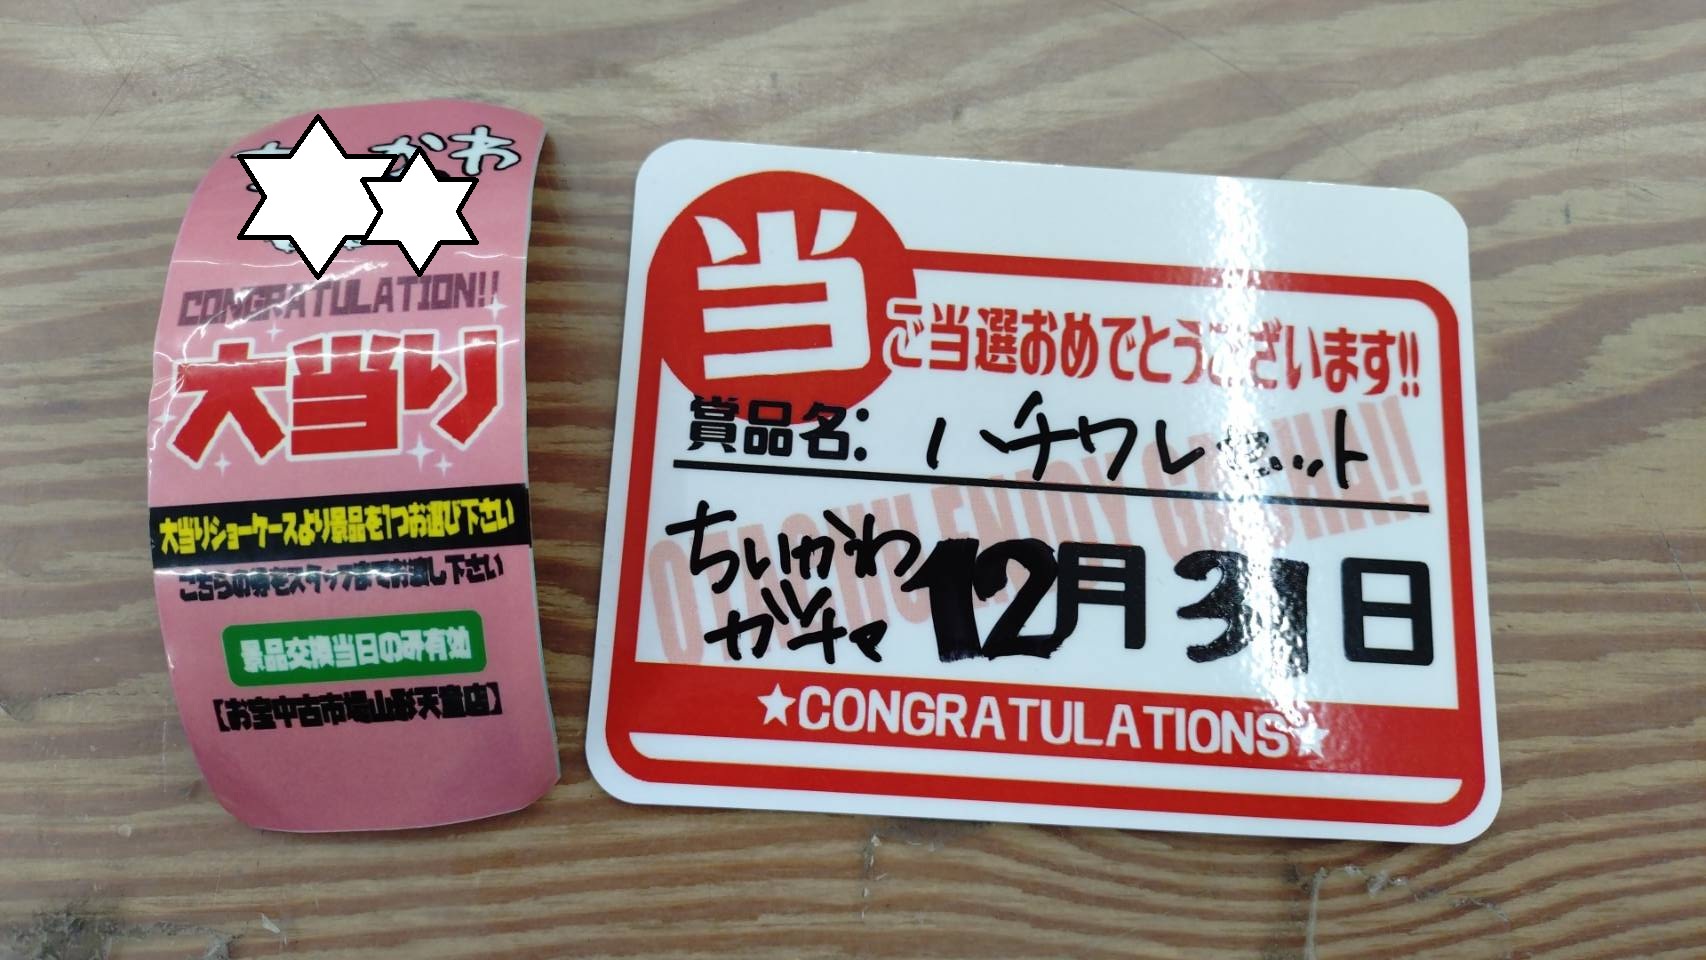 かわ
CONGRATULATION!!
大当り
大当りショーケースより景品を1つお選び下さい
こちらの券をスタッフまでお渡し下さい
景品交換当日のみ有効
【お宝中古市場山形天童店】
当
ご当選おめでとうございます!!
賞品名: ハチワレセット
ちいかわ
ガチャ
12月31日
★CONGRATULATIONS★